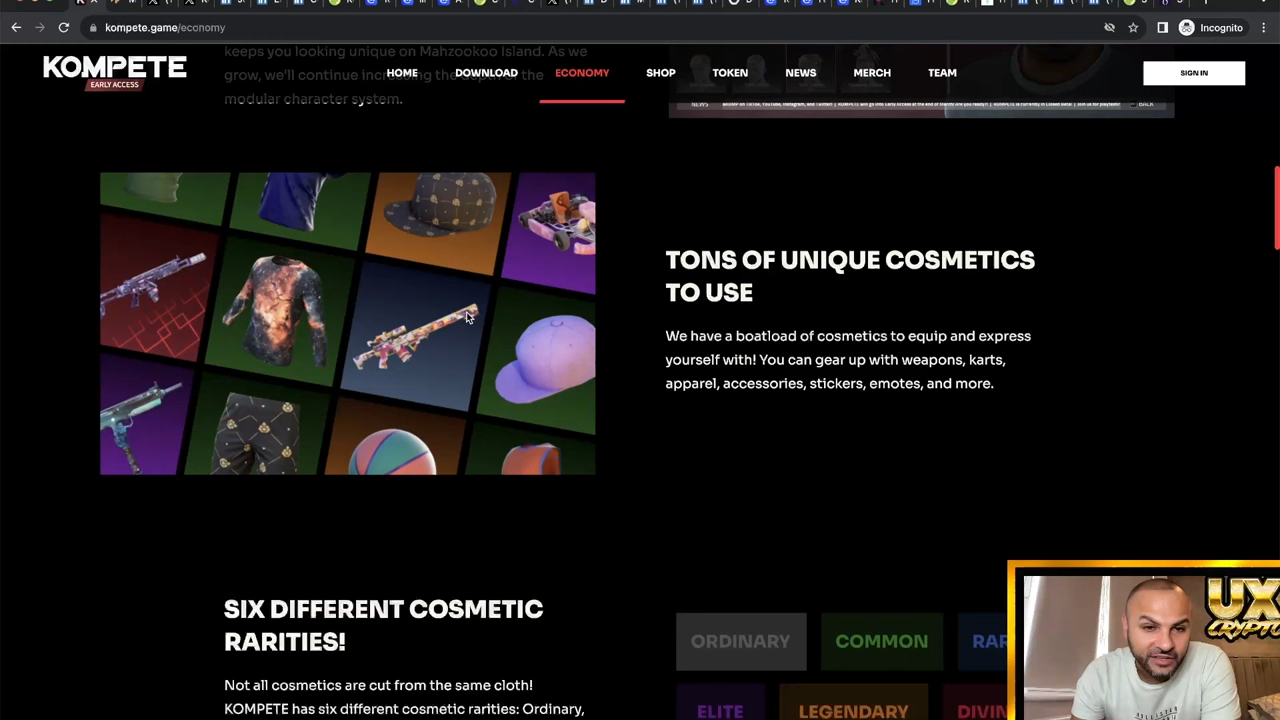 kompete.game/economy
Incognito
keeps you looking unique on Mahzookoo Island. As we
grow, we'll continue
the
modular character system.
KOMPETE
EARLY ACCESS
HOME
DOWNLOAD
ECONOMY
SHOP
TOKEN
NEWS
MERCH
TEAM
SIGN IN
NEWS
BACK
TONS OF UNIQUE COSMETICS
TO USE
We have a boatload of cosmetics to equip and express
yourself with! You can gear up with weapons, karts,
apparel, accessories, stickers, emotes, and more.
SIX DIFFERENT COSMETIC
RARITIES!
Not all cosmetics are cut from the same cloth!
KOMPETE has six different cosmetic rarities: Ordinary,
ORDINARY
COMMON
RAR
ELITE
LEGENDARY
DIVIN
UX
CRYPTO